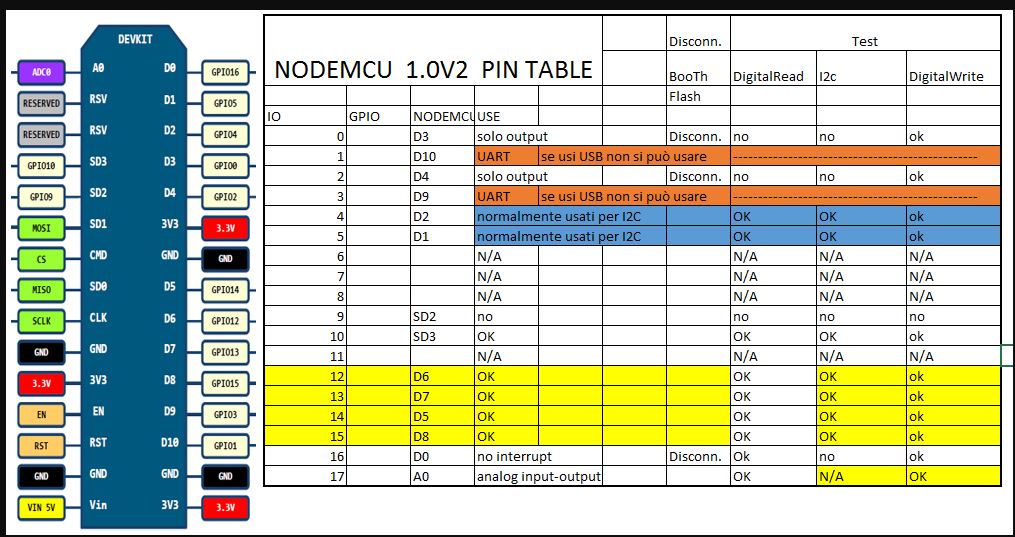 DEVKIT
ADC0 A0 D0 GPIO16
RESERVED RSV D1 GPIO5
RESERVED RSV D2 GPIO4
GPIO10 SD3 D3 GPIO0
GPIO9 SD2 D4 GPIO2
MOSI SD1 3V3 3.3V
CS CMD GND GND
MISO SD0 D5 GPIO14
SCLK CLK D6 GPIO12
GND GND D7 GPIO13
3.3V 3V3 D8 GPIO15
EN EN D9 GPIO3
RST RST D10 GPIO1
GND GND GND GND
VIN 5V Vin 3V3 3.3V
Disconn. Test
NODEMCU 1.0V2 PIN TABLE BooTh DigitalRead I2c DigitalWrite
Flash
IO GPIO NODEMCU USE
0 D3 solo output Disconn. no no ok
1 D10 UART se usi USB non si può usare ------------------------------------------------
2 D4 solo output Disconn. no no ok
3 D9 UART se usi USB non si può usare ------------------------------------------------
4 D2 normalmente usati per I2C OK OK ok
5 D1 normalmente usati per I2C OK OK ok
6 N/A N/A N/A N/A
7 N/A N/A N/A N/A
8 N/A N/A N/A N/A
9 SD2 no no no no
10 SD3 OK OK OK ok
11 N/A N/A N/A N/A
12 D6 OK OK OK ok
13 D7 OK OK OK ok
14 D5 OK OK OK ok
15 D8 OK OK OK ok
16 D0 no interrupt Disconn. Ok no ok
17 A0 analog input-output Ok N/A OK